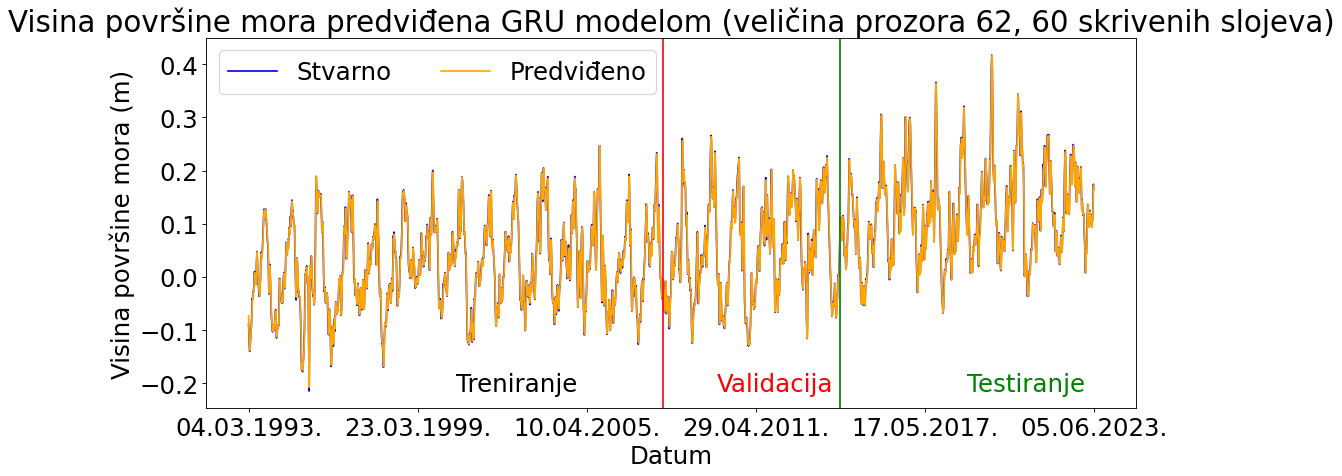 Visina površine mora predviđena GRU modelom (veličina prozora 62, 60 skrivenih slojeva)
Stvarno Predviđeno
Visina površine mora (m)
0.4
0.3
0.2
0.1
0.0
−0.1
−0.2
Treniranje Validacija Testiranje
04.03.1993. 23.03.1999. 10.04.2005. 29.04.2011. 17.05.2017. 05.06.2023.
Datum